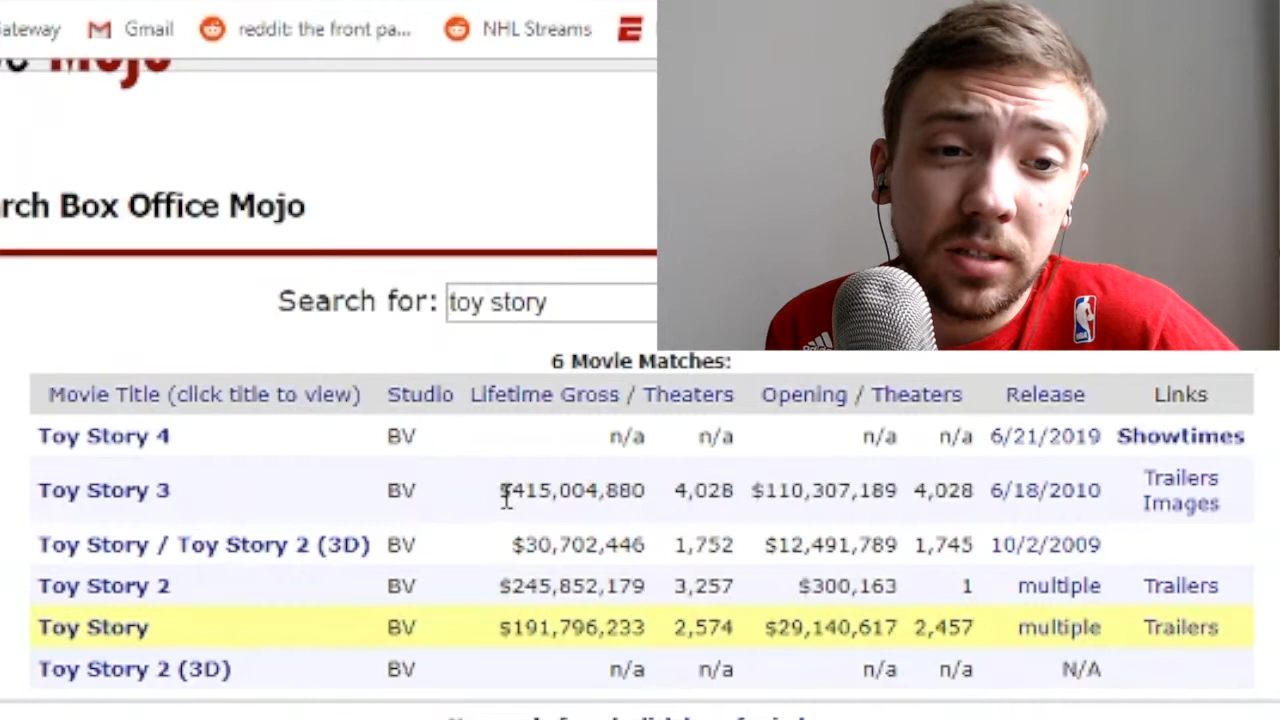 ateway Gmail reddit: the front pa... NHL Streams
Mojo
rch Box Office Mojo
Search for: toy story
6 Movie Matches:
Movie Title (click title to view) Studio Lifetime Gross / Theaters Opening / Theaters Release Links
Toy Story 4 BV n/a n/a n/a n/a 6/21/2019 Showtimes
Toy Story 3 BV $415,004,880 4,028 $110,307,189 4,028 6/18/2010 Trailers
Images
Toy Story / Toy Story 2 (3D) BV $30,702,446 1,752 $12,491,789 1,745 10/2/2009
Toy Story 2 BV $245,852,179 3,257 $300,163 1 multiple Trailers
Toy Story BV $191,796,233 2,574 $29,140,617 2,457 multiple Trailers
Toy Story 2 (3D) BV n/a n/a n/a n/a N/A